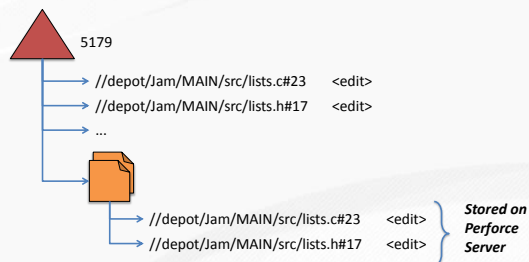 5179
//depot/Jam/MAIN/src/lists.c#23 <edit>
//depot/Jam/MAIN/src/lists.h#17 <edit>
...
//depot/Jam/MAIN/src/lists.c#23 <edit>
//depot/Jam/MAIN/src/lists.h#17 <edit>
Stored on
Perforce
Server